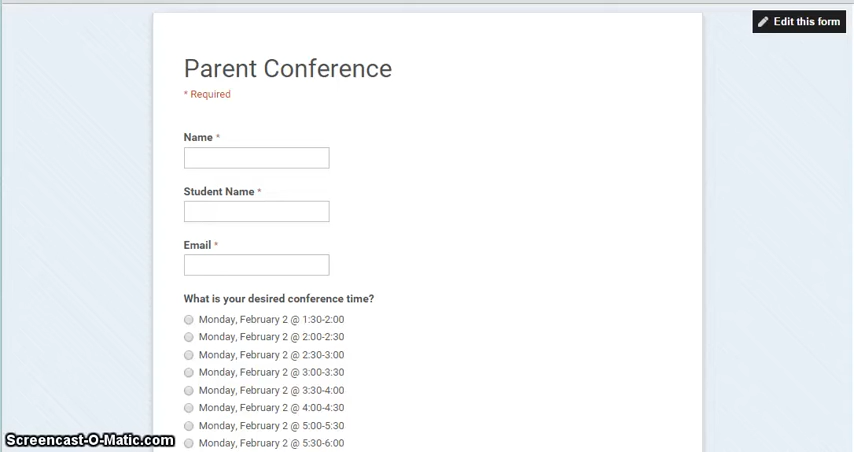 Edit this form
Parent Conference
* Required
Name *
Student Name *
Email *
What is your desired conference time?
Monday, February 2 @ 1:30-2:00
Monday, February 2 @ 2:00-2:30
Monday, February 2 @ 2:30-3:00
Monday, February 2 @ 3:00-3:30
Monday, February 2 @ 3:30-4:00
Monday, February 2 @ 4:00-4:30
Monday, February 2 @ 5:00-5:30
Monday, February 2 @ 5:30-6:00
Screencast-O-Matic.com